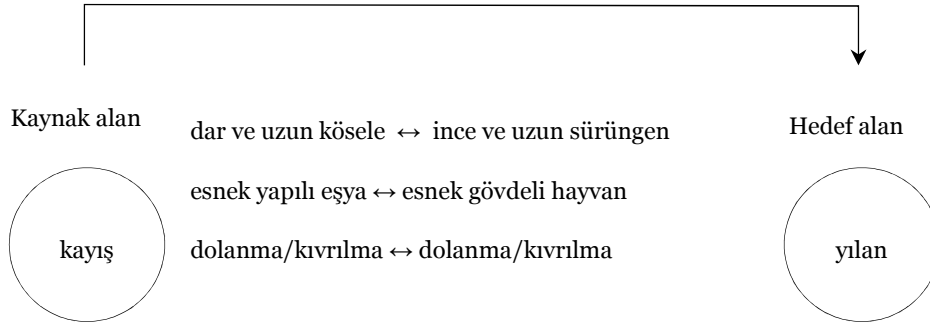 Kaynak alan
dar ve uzun kösele ↔ ince ve uzun sürüngen
Hedef alan
esnek yapılı eşya ↔ esnek gövdeli hayvan
kayış
dolanma/kıvrılma ↔ dolanma/kıvrılma
yılan